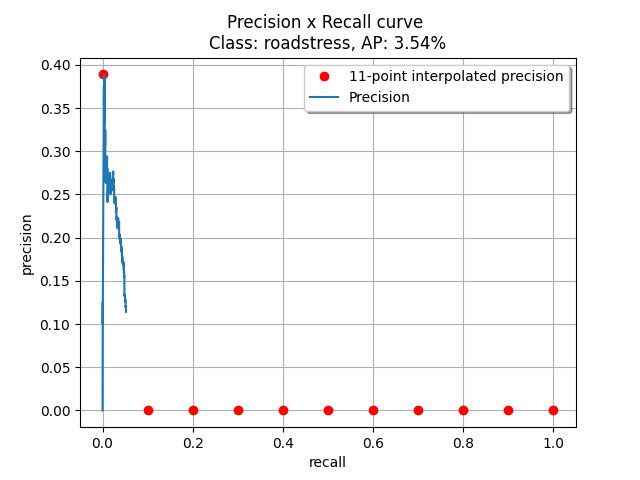 Precision x Recall curve
Class: roadstress, AP: 3.54%
11-point interpolated precision
Precision
0.40
0.35
0.30
0.25
0.20
0.15
0.10
0.05
0.00
precision
0.0 0.2 0.4 0.6 0.8 1.0
recall